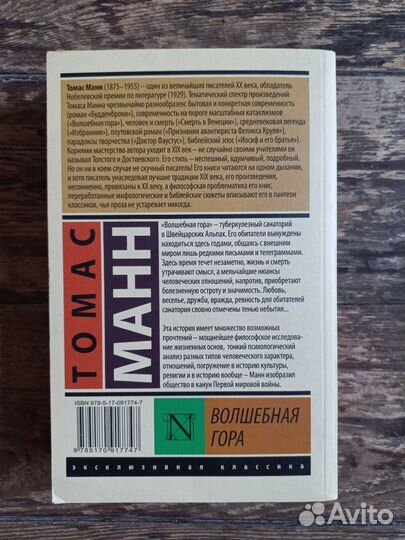 Томас Манн (1875–1955) – один из величайших писателей XX века, обладатель
Нобелевской премии по литературе (1929). Тематический спектр произведений
Томаса Манна чрезвычайно разнообразен: бытовая и конкретная современность
(роман «Будденброки»), современность на пороге масштабных катаклизмов
(«Волшебная гора»), человек и смерть («Смерть в Венеции»), средневековая легенда
(«Избранник»), плутовской роман («Признания авантюриста Феликса Круля»),
парадоксы творчества («Доктор Фаустус»), библейский эпос («Иосиф и его братья»).
Корнями мастерство автора уходит в XIX век – не случайно своими учителями он
называл Толстого и Достоевского. Его стиль – неспешный, вдумчивый, подробный.
Но он ни в коем случае не скучный писатель! Его книги читаются на одном дыхании,
и хотя писатель унаследовал лучшие традиции XIX века, его произведения,
несомненно, привязаны к XX веку, а философская проблематика его книг,
переработанные мифологические и библейские сюжеты вписывают его в пантеон
классиков, чья проза не устаревает никогда.
ТОМАС
МАНН
«Волшебная гора» – туберкулезный санаторий
в Швейцарских Альпах. Его обитатели вынуждены
находиться здесь годами, общаясь с внешним
миром лишь редкими письмами и телеграммами.
Здесь время течет незаметно, жизнь и смерть
утрачивают смысл, а мельчайшие нюансы
человеческих отношений, напротив, приобретают
болезненную остроту и значимость. Любовь,
веселье, дружба, вражда, ревность для обитателей
санатория словно отмечены тенью небытия...
Эта история имеет множество возможных
прочтений – мощнейшее философское исследова-
ние жизненных основ, тонкий психологический
анализ разных типов человеческого характера,
отношений, погружение в историю культуры,
религии и в историю вообще – Манн изобразил
общество в канун Первой мировой войны.
ISBN 978-5-17-091774-7
9 785170 917747
N
ВОЛШЕБНАЯ
ГОРА
эксклюзивная классика
Avito